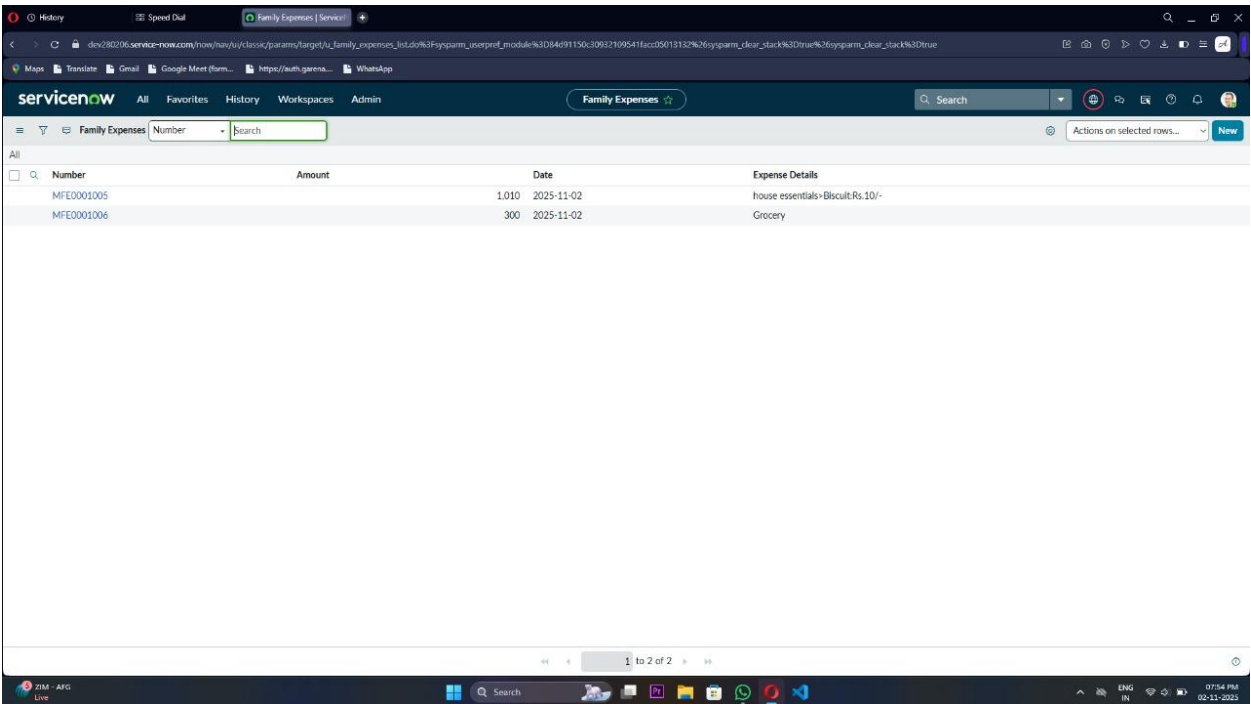 History Speed Dial Family Expenses | Service
dev280206.service-now.com/now/nav/ui/classic/params/target/u_family_expenses_list.do%3Fsysparm_userpref_module%3D84d91150c30932109541facc05013132%26sysparm_clear_stack%3Dtrue%26sysparm_clear_stack%3Dtrue
Maps Translate Gmail Google Meet (form... https://auth.garena.... WhatsApp
servicenow All Favorites History Workspaces Admin Family Expenses Search
Family Expenses Number Search Actions on selected rows... New
All
Number Amount Date Expense Details
MFE0001005 1,010 2025-11-02 house essentials>Biscuit:Rs.10/-
MFE0001006 300 2025-11-02 Grocery
1 to 2 of 2
ZIM - AFG Search ENG 07:54 PM
Live IN 02-11-2025